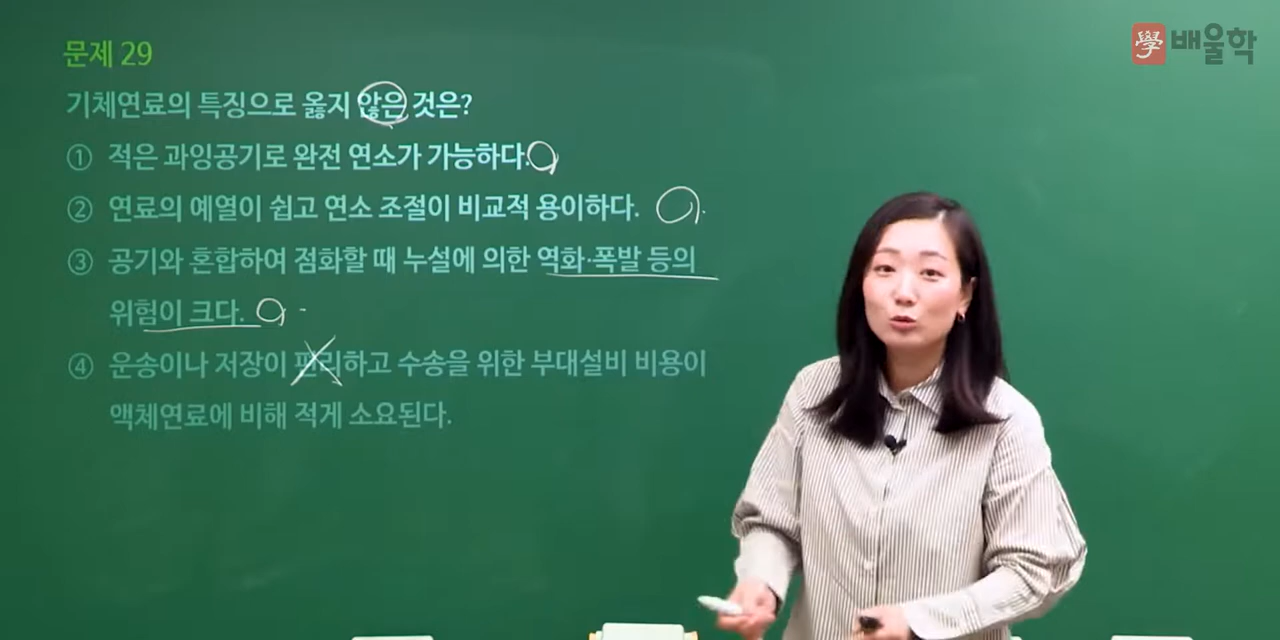 學 배울학
문제 29
기체연료의 특징으로 옳지 않은 것은?
① 적은 과잉공기로 완전 연소가 가능하다.
② 연료의 예열이 쉽고 연소 조절이 비교적 용이하다.
③ 공기와 혼합하여 점화할 때 누설에 의한 역화·폭발 등의
위험이 크다.
④ 운송이나 저장이 편리하고 수송을 위한 부대설비 비용이
액체연료에 비해 적게 소요된다.